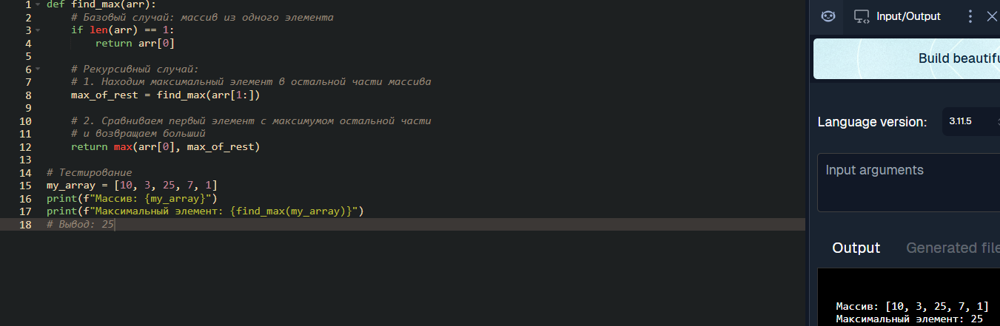 1 def find_max(arr):
2 # Базовый случай: массив из одного элемента
3 if len(arr) == 1:
4 return arr[0]
5
6 # Рекурсивный случай:
7 # 1. Находим максимальный элемент в остальной части массива
8 max_of_rest = find_max(arr[1:])
9
10 # 2. Сравниваем первый элемент с максимумом остальной части
11 # и возвращаем больший
12 return max(arr[0], max_of_rest)
13
14 # Тестирование
15 my_array = [10, 3, 25, 7, 1]
16 print(f"Массив: {my_array}")
17 print(f"Максимальный элемент: {find_max(my_array)}")
18 # Вывод: 25
Input/Output
Build beautifu
Language version: 3.11.5
Input arguments
Output Generated file
Массив: [10, 3, 25, 7, 1]
Максимальный элемент: 25